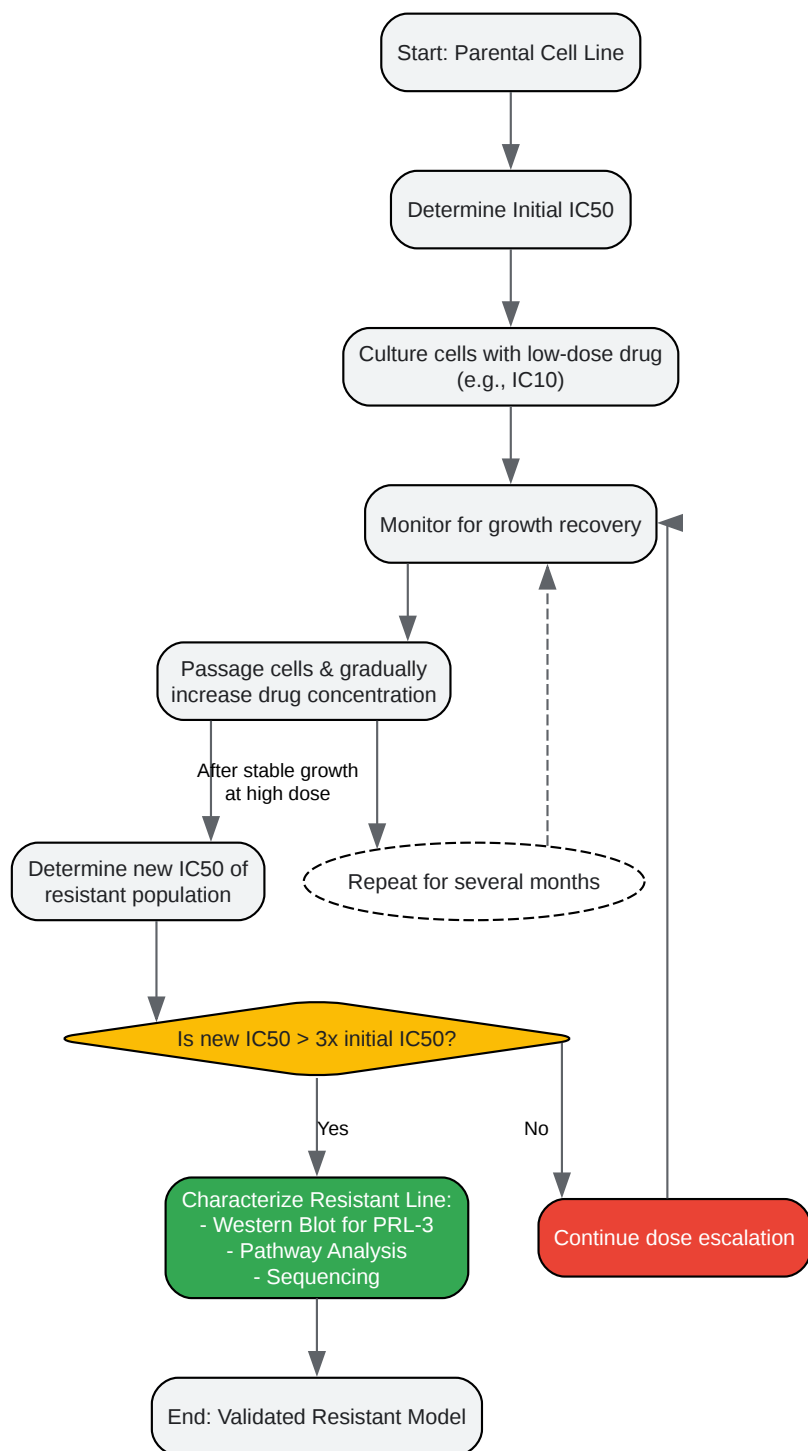 Start: Parental Cell Line
Determine Initial IC50
Culture cells with low-dose drug
(e.g., IC10)
Monitor for growth recovery
Passage cells & gradually
increase drug concentration
After stable growth
at high dose
Determine new IC50 of
resistant population
Repeat for several months
Is new IC50 > 3x initial IC50?
Yes
No
Characterize Resistant Line:
- Western Blot for PRL-3
- Pathway Analysis
- Sequencing
Continue dose escalation
End: Validated Resistant Model